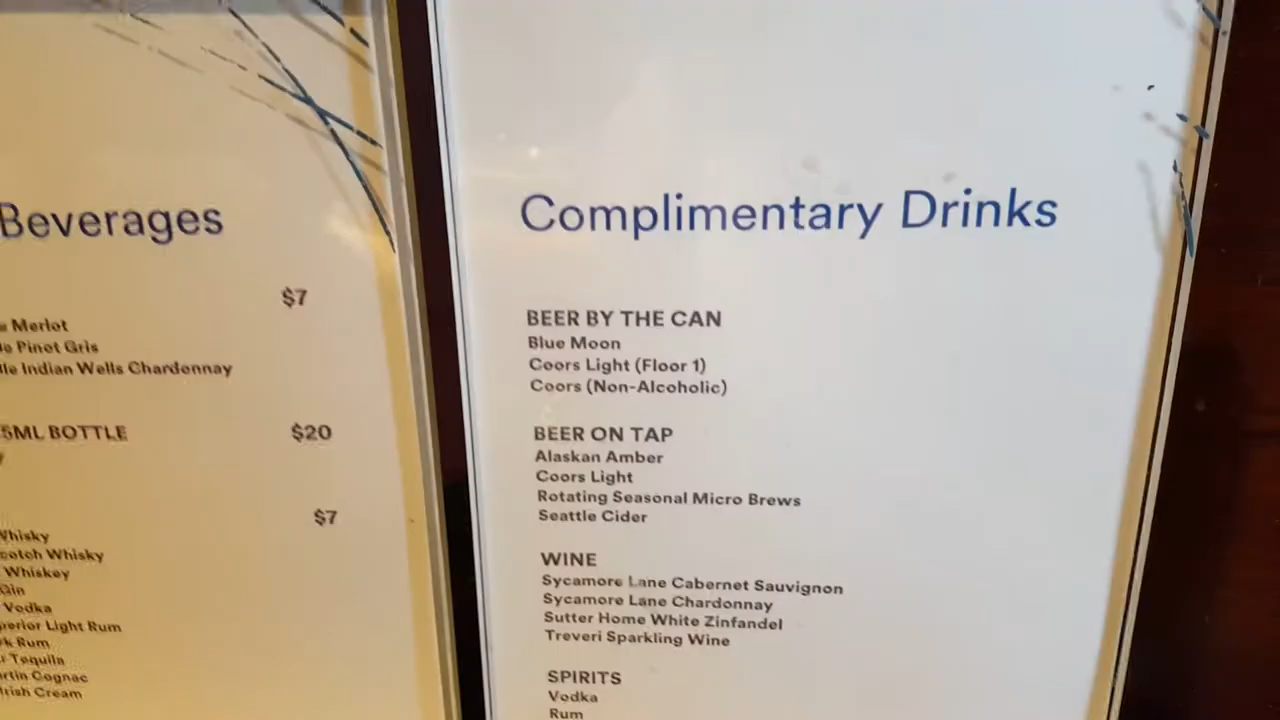 Beverages
$7
Merlot
Pinot Gris
Indian Wells Chardonnay
5ML BOTTLE $20
$7
Whisky
Scotch Whisky
Whiskey
Gin
Vodka
Light Rum
Rum
Tequila
Cognac
Irish Cream
Complimentary Drinks
BEER BY THE CAN
Blue Moon
Coors Light (Floor 1)
Coors (Non-Alcoholic)
BEER ON TAP
Alaskan Amber
Coors Light
Rotating Seasonal Micro Brews
Seattle Cider
WINE
Sycamore Lane Cabernet Sauvignon
Sycamore Lane Chardonnay
Sutter Home White Zinfandel
Treveri Sparkling Wine
SPIRITS
Vodka
Rum